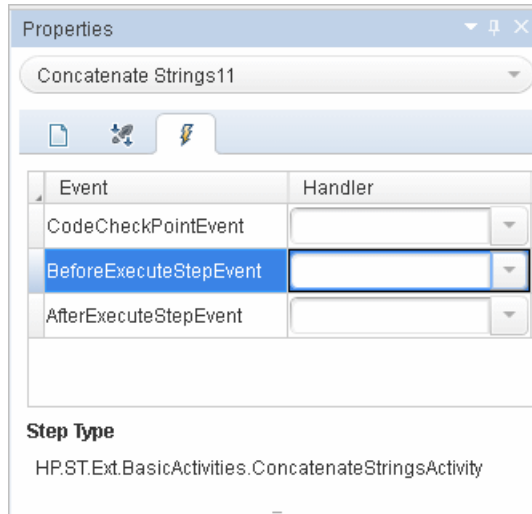 Properties
Concatenate Strings11
Event Handler
CodeCheckPointEvent
BeforeExecuteStepEvent
AfterExecuteStepEvent
Step Type
HP.ST.Ext.BasicActivities.ConcatenateStringsActivity